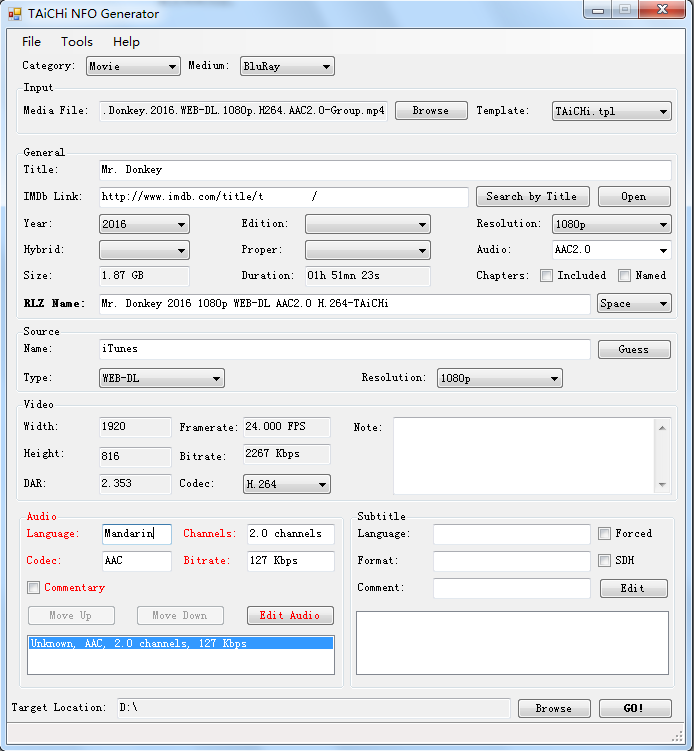 TAiCHi NFO Generator
File Tools Help
Category: Movie Medium: BluRay
Input
Media File: .Donkey.2016.WEB-DL.1080p.H264.AAC2.0-Group.mp4 Browse Template: TAiCHi.tpl
General
Title: Mr. Donkey
IMDb Link: http://www.imdb.com/title/t / Search by Title Open
Year: 2016 Edition: Resolution: 1080p
Hybrid: Proper: Audio: AAC2.0
Size: 1.87 GB Duration: 01h 51mn 23s Chapters: Included Named
RLZ Name: Mr. Donkey 2016 1080p WEB-DL AAC2.0 H.264-TAiCHi Space
Source
Name: iTunes Guess
Type: WEB-DL Resolution: 1080p
Video
Width: 1920 Framerate: 24.000 FPS Note:
Height: 816 Bitrate: 2267 Kbps
DAR: 2.353 Codec: H.264
Audio Subtitle
Language: Mandarin Channels: 2.0 channels Language: Forced
Codec: AAC Bitrate: 127 Kbps Format: SDH
Commentary Comment: Edit
Move Up Move Down Edit Audio
Unknown, AAC, 2.0 channels, 127 Kbps
Target Location: D:\ Browse GO!